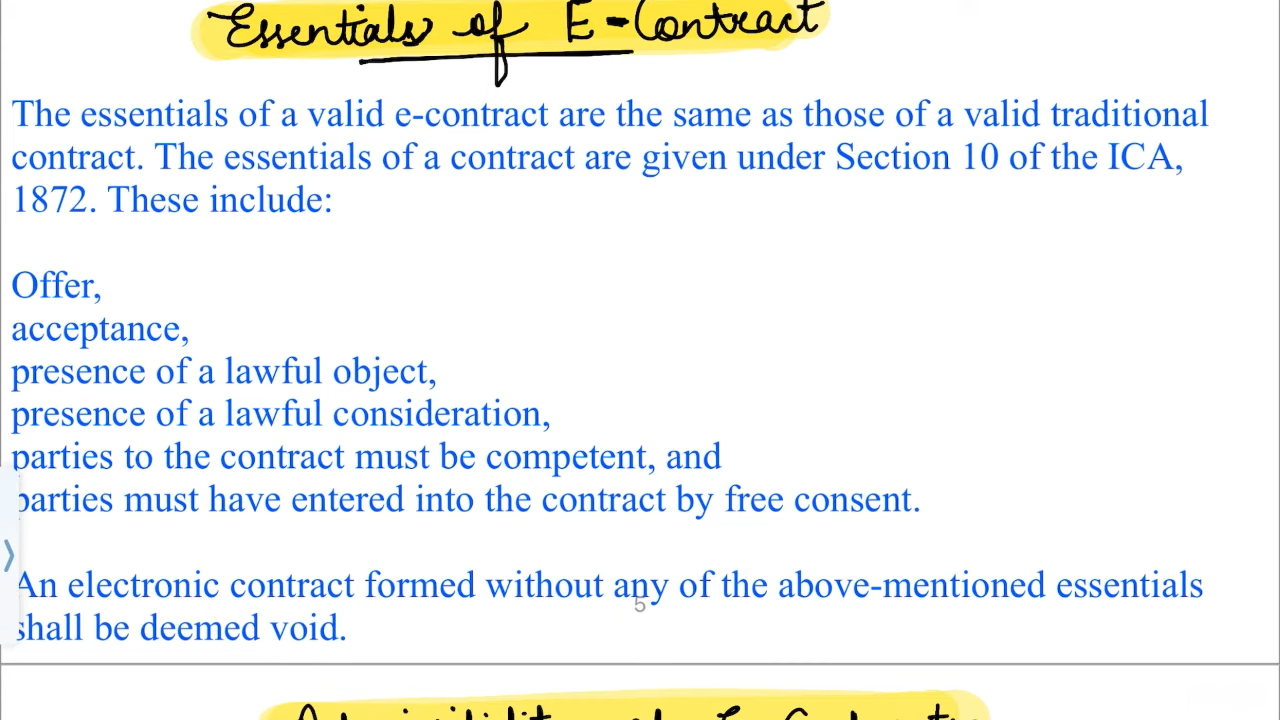 Essentials of E-Contract
The essentials of a valid e-contract are the same as those of a valid traditional
contract. The essentials of a contract are given under Section 10 of the ICA,
1872. These include:
Offer,
acceptance,
presence of a lawful object,
presence of a lawful consideration,
parties to the contract must be competent, and
parties must have entered into the contract by free consent.
An electronic contract formed without any of the above-mentioned essentials
5
shall be deemed void.